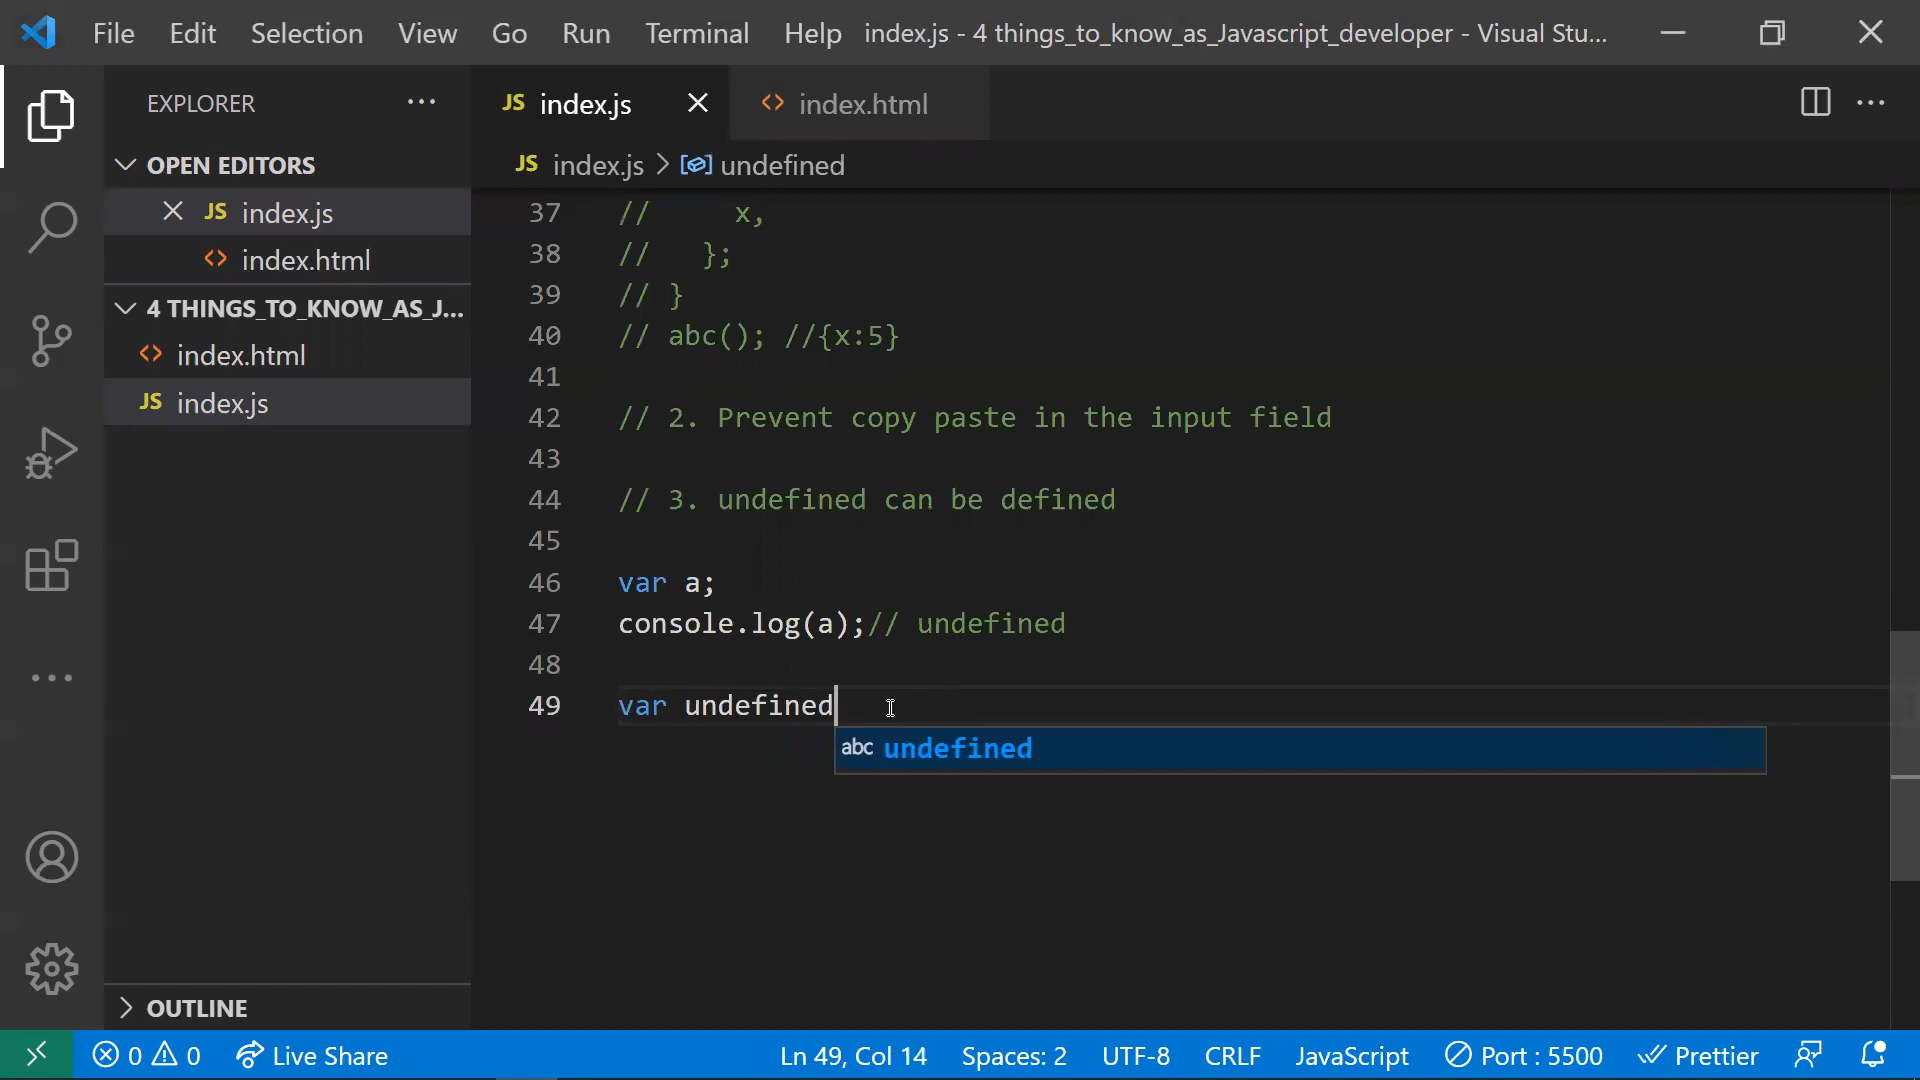 File Edit Selection View Go Run Terminal Help index.js - 4 things_to_know_as_Javascript_developer - Visual Stu...
EXPLORER ...
OPEN EDITORS
JS index.js
<> index.html
4 THINGS_TO_KNOW_AS_J...
<> index.html
JS index.js
OUTLINE
JS index.js <> index.html
JS index.js > undefined
37 //     x,
38 //   };
39 // }
40 // abc(); //{x:5}
41
42 // 2. Prevent copy paste in the input field
43
44 // 3. undefined can be defined
45
46 var a;
47 console.log(a);// undefined
48
49 var undefined
abc undefined
0 0 Live Share Ln 49, Col 14 Spaces: 2 UTF-8 CRLF JavaScript Port : 5500 Prettier